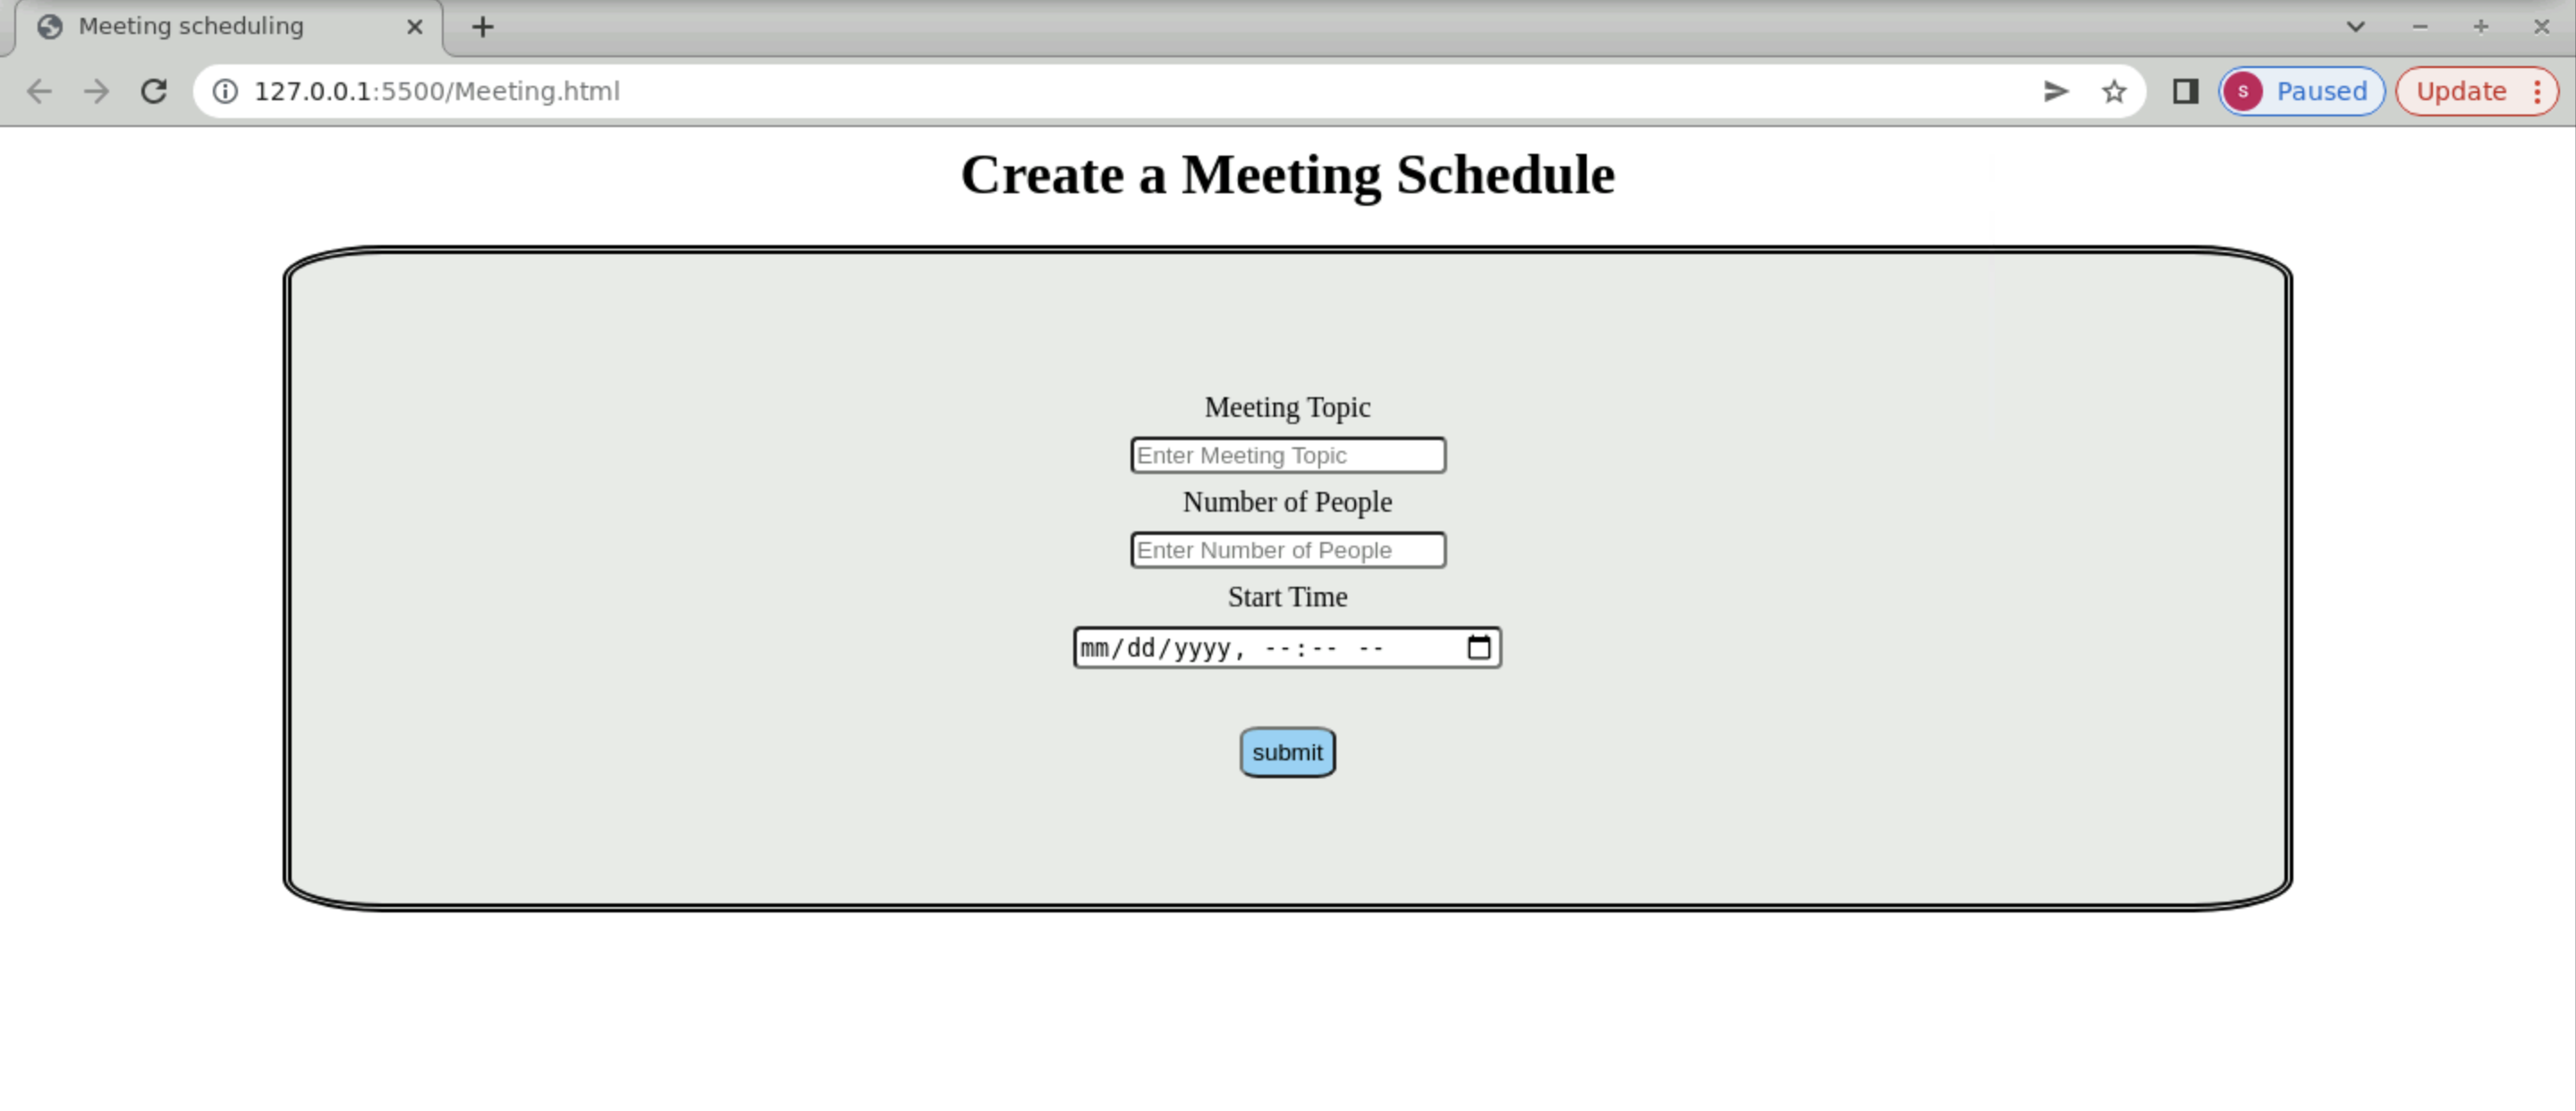 Meeting scheduling
127.0.0.1:5500/Meeting.html
S Paused Update
Create a Meeting Schedule
Meeting Topic
Enter Meeting Topic
Number of People
Enter Number of People
Start Time
mm/dd/yyyy, --:-- --
submit